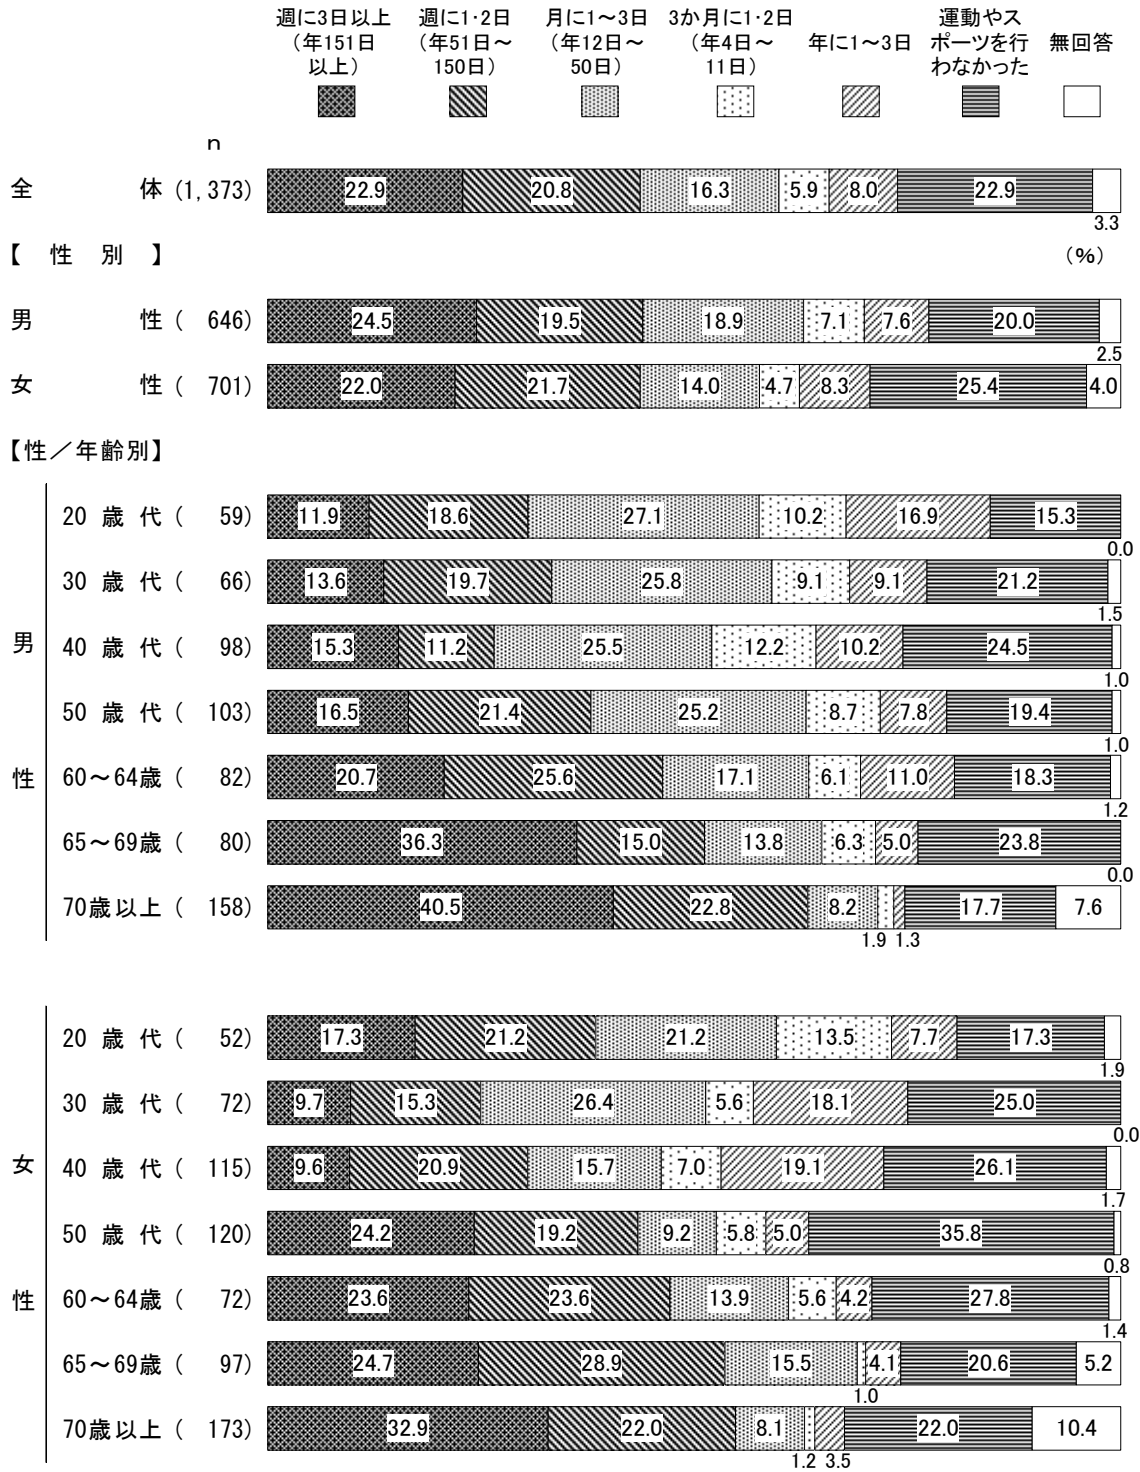 週に3日以上
（年151日
以上）
週に1･2日
（年51日～
150日）
月に1～3日
（年12日～
50日）
3か月に1･2日
（年4日～
11日）
年に1～3日
運動やス
ポーツを行
わなかった
無回答
n
全体 (1,373) 22.9 20.8 16.3 5.9 8.0 22.9 3.3
【性別】 (%)
男性 ( 646) 24.5 19.5 18.9 7.1 7.6 20.0 2.5
女性 ( 701) 22.0 21.7 14.0 4.7 8.3 25.4 4.0
【性／年齢別】
男性
20歳代 ( 59) 11.9 18.6 27.1 10.2 16.9 15.3 0.0
30歳代 ( 66) 13.6 19.7 25.8 9.1 9.1 21.2 1.5
40歳代 ( 98) 15.3 11.2 25.5 12.2 10.2 24.5 1.0
50歳代 ( 103) 16.5 21.4 25.2 8.7 7.8 19.4 1.0
60～64歳 ( 82) 20.7 25.6 17.1 6.1 11.0 18.3 1.2
65～69歳 ( 80) 36.3 15.0 13.8 6.3 5.0 23.8 0.0
70歳以上 ( 158) 40.5 22.8 8.2 1.9 1.3 17.7 7.6
女性
20歳代 ( 52) 17.3 21.2 21.2 13.5 7.7 17.3 1.9
30歳代 ( 72) 9.7 15.3 26.4 5.6 18.1 25.0 0.0
40歳代 ( 115) 9.6 20.9 15.7 7.0 19.1 26.1 1.7
50歳代 ( 120) 24.2 19.2 9.2 5.8 5.0 35.8 0.8
60～64歳 ( 72) 23.6 23.6 13.9 5.6 4.2 27.8 1.4
65～69歳 ( 97) 24.7 28.9 15.5 1.0 4.1 20.6 5.2
70歳以上 ( 173) 32.9 22.0 8.1 1.2 3.5 22.0 10.4